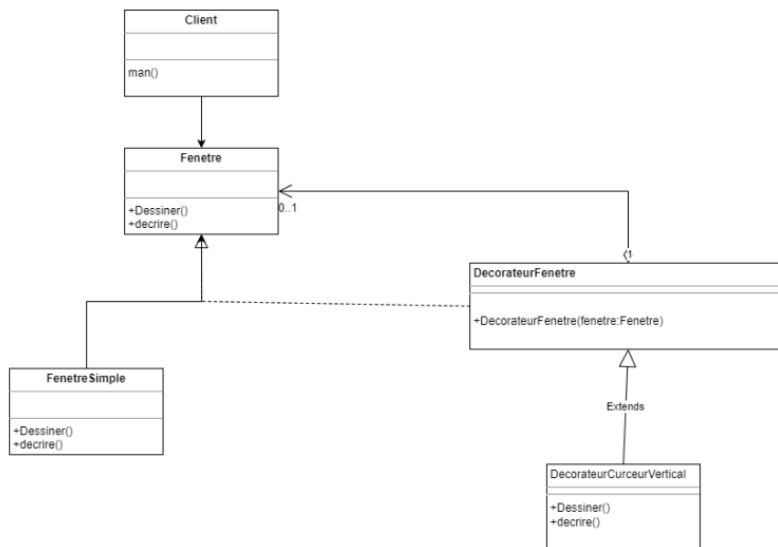 Client
man()
Fenetre
+Dessiner()
+decrire()
0..1
1
DecorateurFenetre
+DecorateurFenetre(fenetre:Fenetre)
FenetreSimple
+Dessiner()
+decrire()
Extends
DecorateurCurceurVertical
+Dessiner()
+decrire()